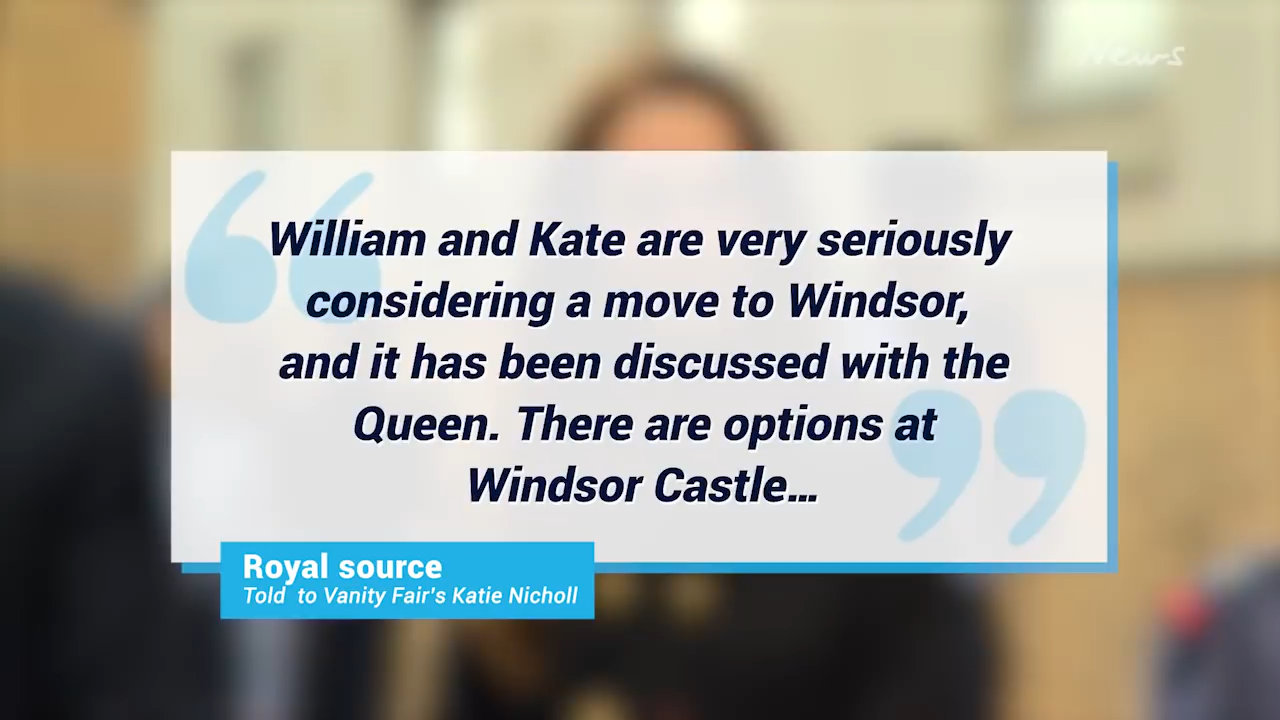 News
William and Kate are very seriously
considering a move to Windsor,
and it has been discussed with the
Queen. There are options at
Windsor Castle...
Royal source
Told to Vanity Fair's Katie Nicholl